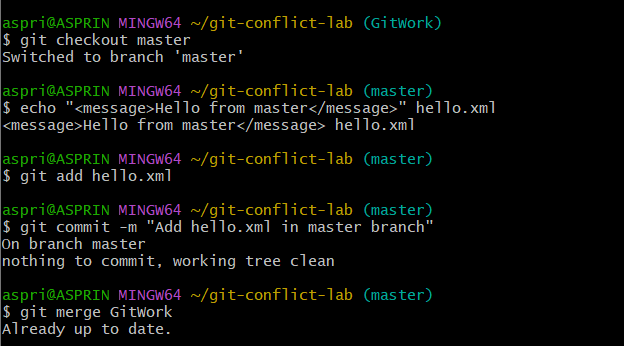 aspri@ASPRIN MINGW64 ~/git-conflict-lab (GitWork)
$ git checkout master
Switched to branch 'master'
aspri@ASPRIN MINGW64 ~/git-conflict-lab (master)
$ echo "<message>Hello from master</message>" hello.xml
<message>Hello from master</message> hello.xml
aspri@ASPRIN MINGW64 ~/git-conflict-lab (master)
$ git add hello.xml
aspri@ASPRIN MINGW64 ~/git-conflict-lab (master)
$ git commit -m "Add hello.xml in master branch"
On branch master
nothing to commit, working tree clean
aspri@ASPRIN MINGW64 ~/git-conflict-lab (master)
$ git merge GitWork
Already up to date.